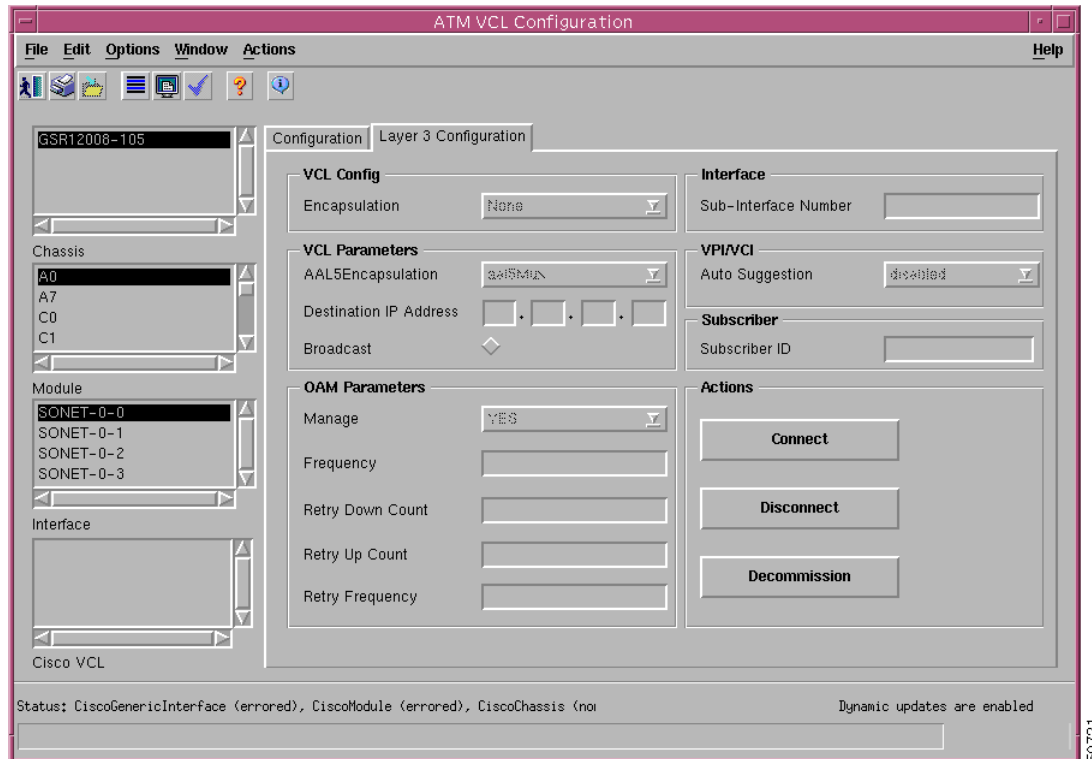 ATM VCL Configuration
File Edit Options Window Actions Help
GSR12008-105
Chassis
A0
A7
C0
C1
Module
SONET-0-0
SONET-0-1
SONET-0-2
SONET-0-3
Interface
Cisco VCL
Configuration
Layer 3 Configuration
VCL Config
Encapsulation None
VCL Parameters
AAL5Encapsulation aal5Mux
Destination IP Address . . .
Broadcast
OAM Parameters
Manage YES
Frequency
Retry Down Count
Retry Up Count
Retry Frequency
Interface
Sub-Interface Number
VPI/VCI
Auto Suggestion disabled
Subscriber
Subscriber ID
Actions
Connect
Disconnect
Decommission
Status: CiscoGenericInterface (errored), CiscoModule (errored), CiscoChassis (nor
Dynamic updates are enabled